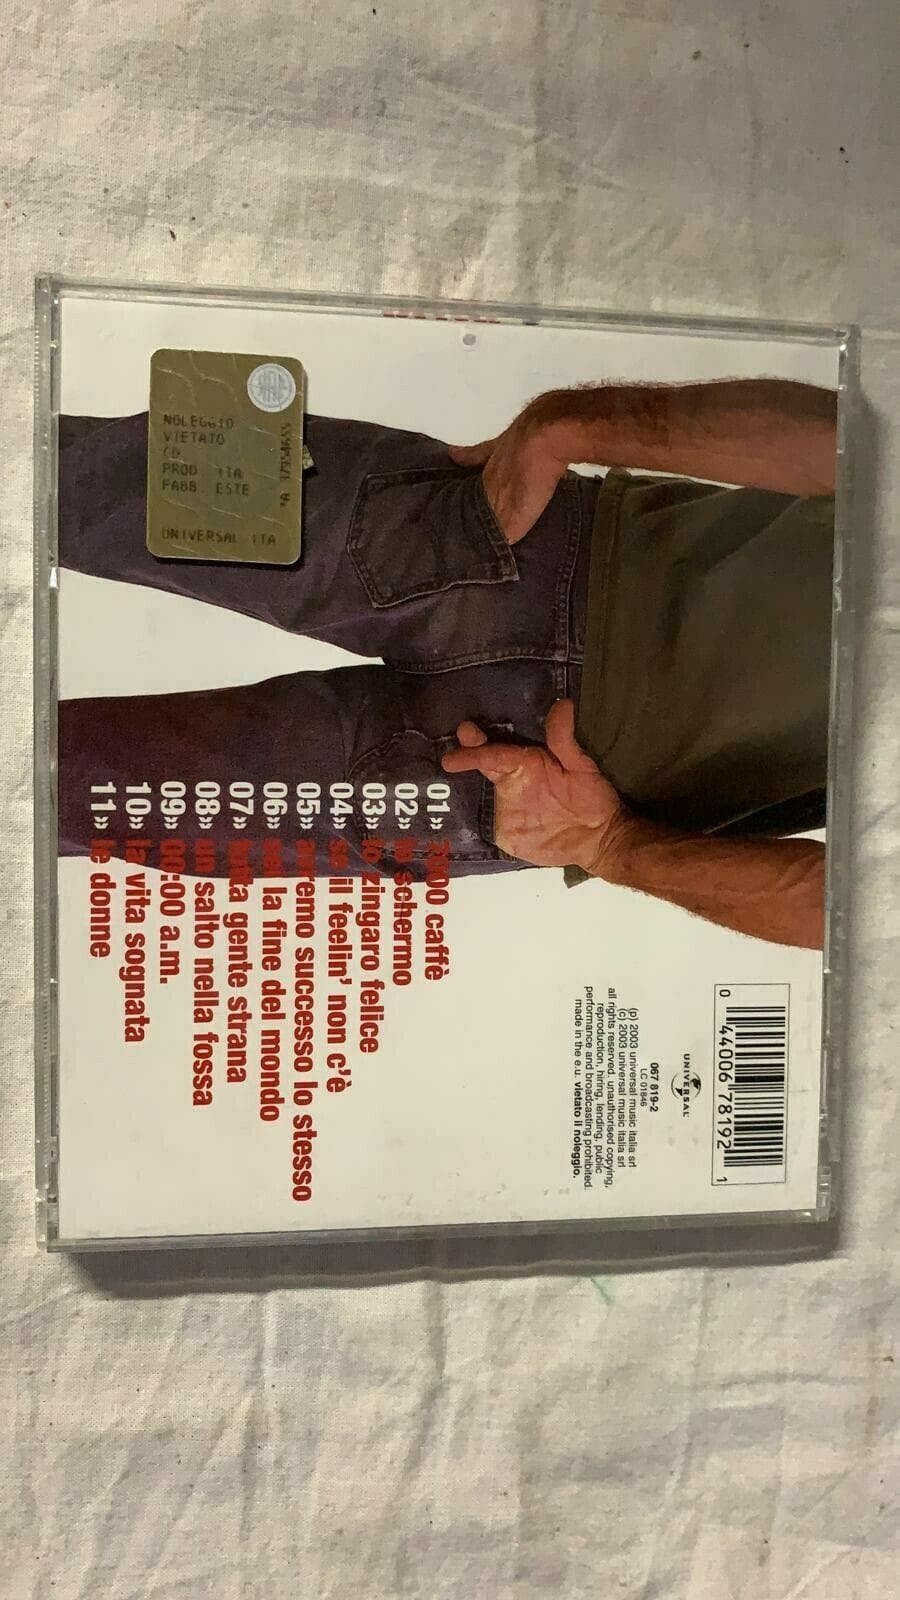 01» 7000 caffè
02» lo schermo
03» lo zingaro felice
04» se il feelin' non c'è
05» avremo successo lo stesso
06» sei la fine del mondo
07» tutta gente strana
08» un salto nella fossa
09» 00:00 a.m.
10» la vita sognata
11» le donne
0 44006 78192 1
UNIVERSAL
067 819-2
LC 01846
(p) 2003 universal music italia srl
(c) 2003 universal music italia srl
all rights reserved. unauthorised copying,
reproduction, hiring, lending, public
performance and broadcasting prohibited.
made in the e.u. vietato il noleggio.
NOLEGGIO
VIETATO
CD
PROD ITA
FABB ESTE
UNIVERSAL ITA